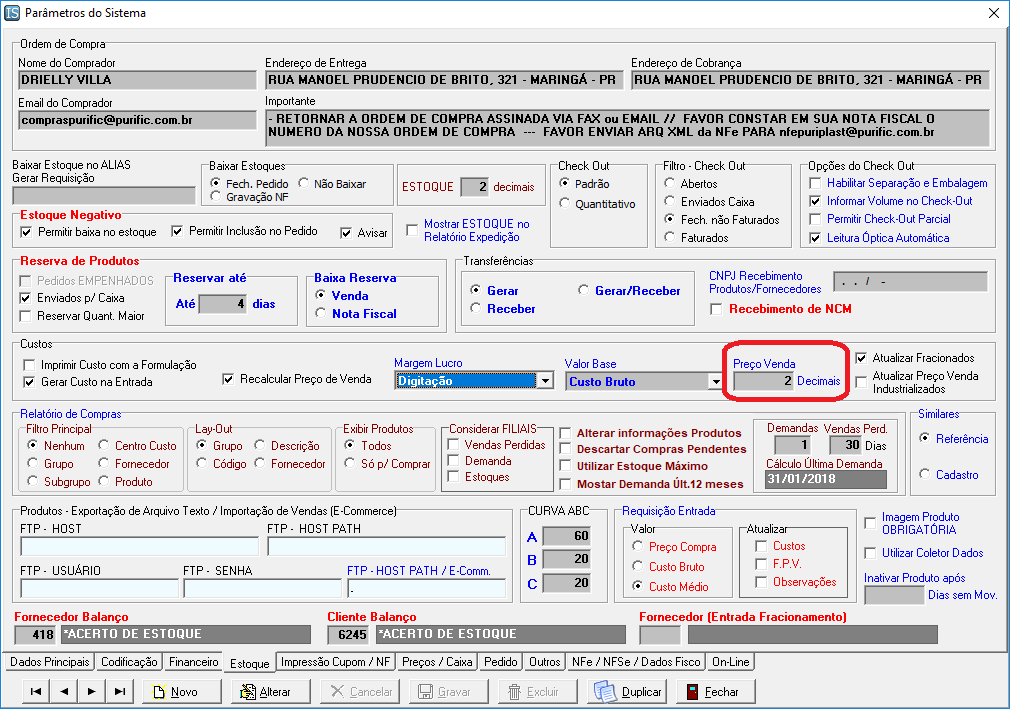 IS Parâmetros do Sistema
Ordem de Compra
Nome do Comprador
DRIELLY VILLA
Endereço de Entrega
RUA MANOEL PRUDENCIO DE BRITO, 321 - MARINGÁ - PR
Endereço de Cobrança
RUA MANOEL PRUDENCIO DE BRITO, 321 - MARINGÁ - PR
Email do Comprador
compraspurific@purific.com.br
Importante
- RETORNAR A ORDEM DE COMPRA ASSINADA VIA FAX ou EMAIL // FAVOR CONSTAR EM SUA NOTA FISCAL O
NUMERO DA NOSSA ORDEM DE COMPRA --- FAVOR ENVIAR ARQ XML da NFe PARA nfepuriplast@purific.com.br
Baixar Estoque no ALIAS
Gerar Requisição
Baixar Estoques
Fech. Pedido
Não Baixar
Gravação NF
ESTOQUE 2 decimais
Check Out
Padrão
Quantitativo
Filtro - Check Out
Abertos
Enviados Caixa
Fech. não Faturados
Faturados
Opções do Check Out
Habilitar Separação e Embalagem
Informar Volume no Check-Out
Permitir Check-Out Parcial
Leitura Óptica Automática
Estoque Negativo
Permitir baixa no estoque
Permitir Inclusão no Pedido
Avisar
Mostrar ESTOQUE no
Relatório Expedição
Reserva de Produtos
Pedidos EMPENHADOS
Enviados p/ Caixa
Reservar Quant. Maior
Reservar até
Até 4 dias
Baixa Reserva
Venda
Nota Fiscal
Transferências
Gerar
Gerar/Receber
Receber
CNPJ Recebimento
Produtos/Fornecedores
. . / -
Recebimento de NCM
Custos
Imprimir Custo com a Formulação
Gerar Custo na Entrada
Recalcular Preço de Venda
Margem Lucro
Digitação
Valor Base
Custo Bruto
Preço Venda
2 Decimais
Atualizar Fracionados
Atualizar Preço Venda
Industrializados
Relatório de Compras
Filtro Principal
Nenhum
Centro Custo
Grupo
Fornecedor
Subgrupo
Produto
Lay-Out
Grupo
Descrição
Código
Fornecedor
Exibir Produtos
Todos
Só p/ Comprar
Considerar FILIAIS
Vendas Perdidas
Demanda
Estoques
Alterar informações Produtos
Descartar Compras Pendentes
Utilizar Estoque Máximo
Mostar Demanda Últ.12 meses
Demandas
Vendas Perd.
1
30 Dias
Cálculo Última Demanda
31/01/2018
Similares
Referência
Cadastro
Produtos - Exportação de Arquivo Texto / Importação de Vendas (E-Commerce)
FTP - HOST
FTP - HOST PATH
FTP - USUÁRIO
FTP - SENHA
FTP - HOST PATH / E-Comm.
.
CURVA ABC
A 60
B 20
C 20
Requisição Entrada
Valor
Preço Compra
Custo Bruto
Custo Médio
Atualizar
Custos
F.P.V.
Observações
Imagem Produto
OBRIGATÓRIA
Utilizar Coletor Dados
Inativar Produto após
Dias sem Mov.
Fornecedor Balanço
418 *ACERTO DE ESTOQUE
Cliente Balanço
6245 *ACERTO DE ESTOQUE
Fornecedor (Entrada Fracionamento)
Dados Principais
Codificação
Financeiro
Estoque
Impressão Cupom / NF
Preços / Caixa
Pedido
Outros
NFe / NFSe / Dados Fisco
On-Line
Novo
Alterar
Cancelar
Gravar
Excluir
Duplicar
Fechar